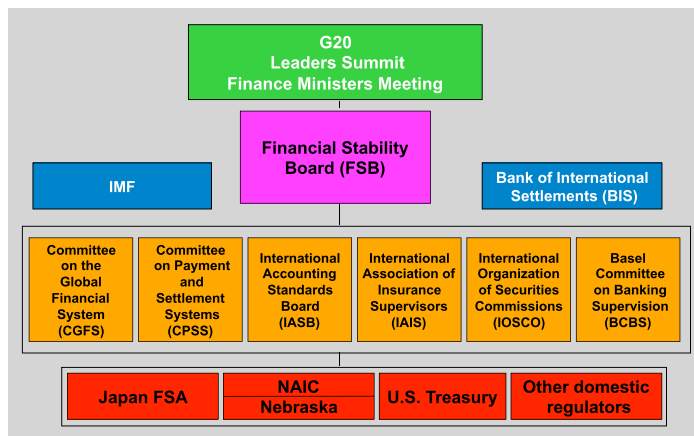 G20
Leaders Summit
Finance Ministers Meeting
Financial Stability
Board (FSB)
IMF
Bank of International
Settlements (BIS)
Committee
on the
Global
Financial
System
(CGFS)
Committee
on Payment
and
Settlement
Systems
(CPSS)
International
Accounting
Standards
Board
(IASB)
International
Association of
Insurance
Supervisors
(IAIS)
International
Organization
of Securities
Commissions
(IOSCO)
Basel
Committee
on Banking
Supervision
(BCBS)
Japan FSA
NAIC
Nebraska
U.S. Treasury
Other domestic
regulators